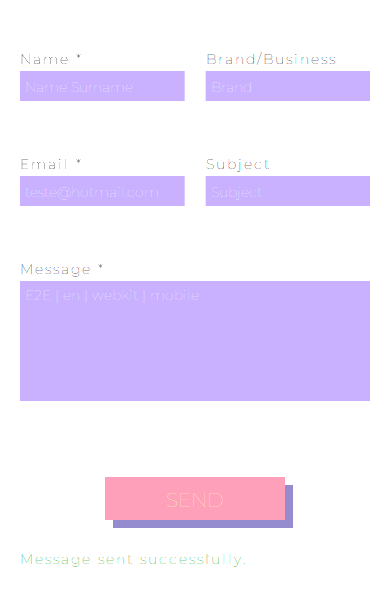 Name *
Brand/Business
Name Surname
Brand
Email *
Subject
teste@hotmail.com
Subject
Message *
E2E | en | webkit | mobile
SEND
Message sent successfully.